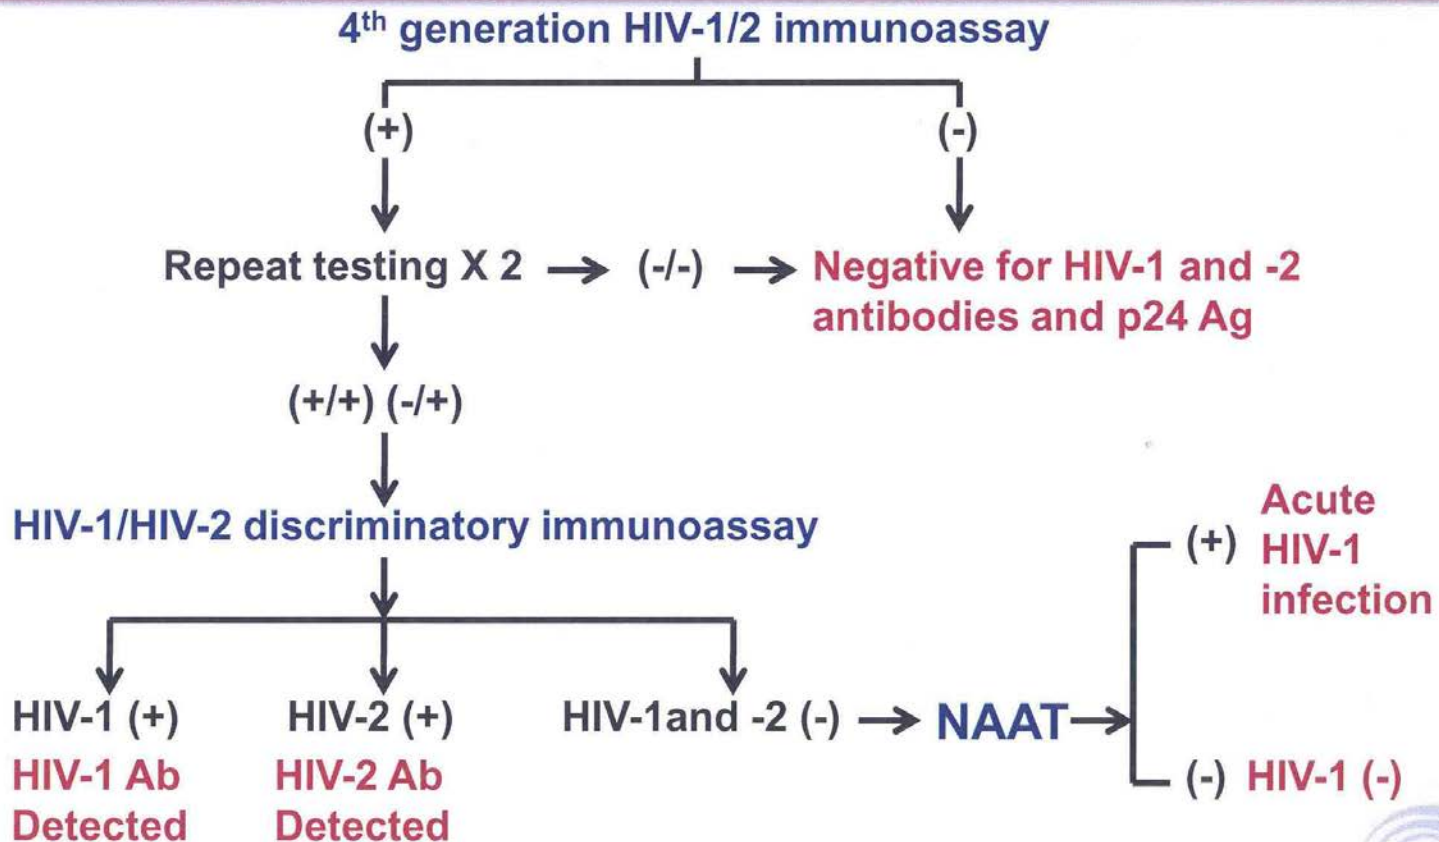 4th generation HIV-1/2 immunoassay
(+) (-)
Repeat testing X 2 (-/-) Negative for HIV-1 and -2
antibodies and p24 Ag
(+/+) (-/+)
HIV-1/HIV-2 discriminatory immunoassay
Acute
(+) HIV-1
infection
HIV-1 (+) HIV-2 (+) HIV-1and -2 (-) NAAT
HIV-1 Ab HIV-2 Ab (-) HIV-1 (-)
Detected Detected